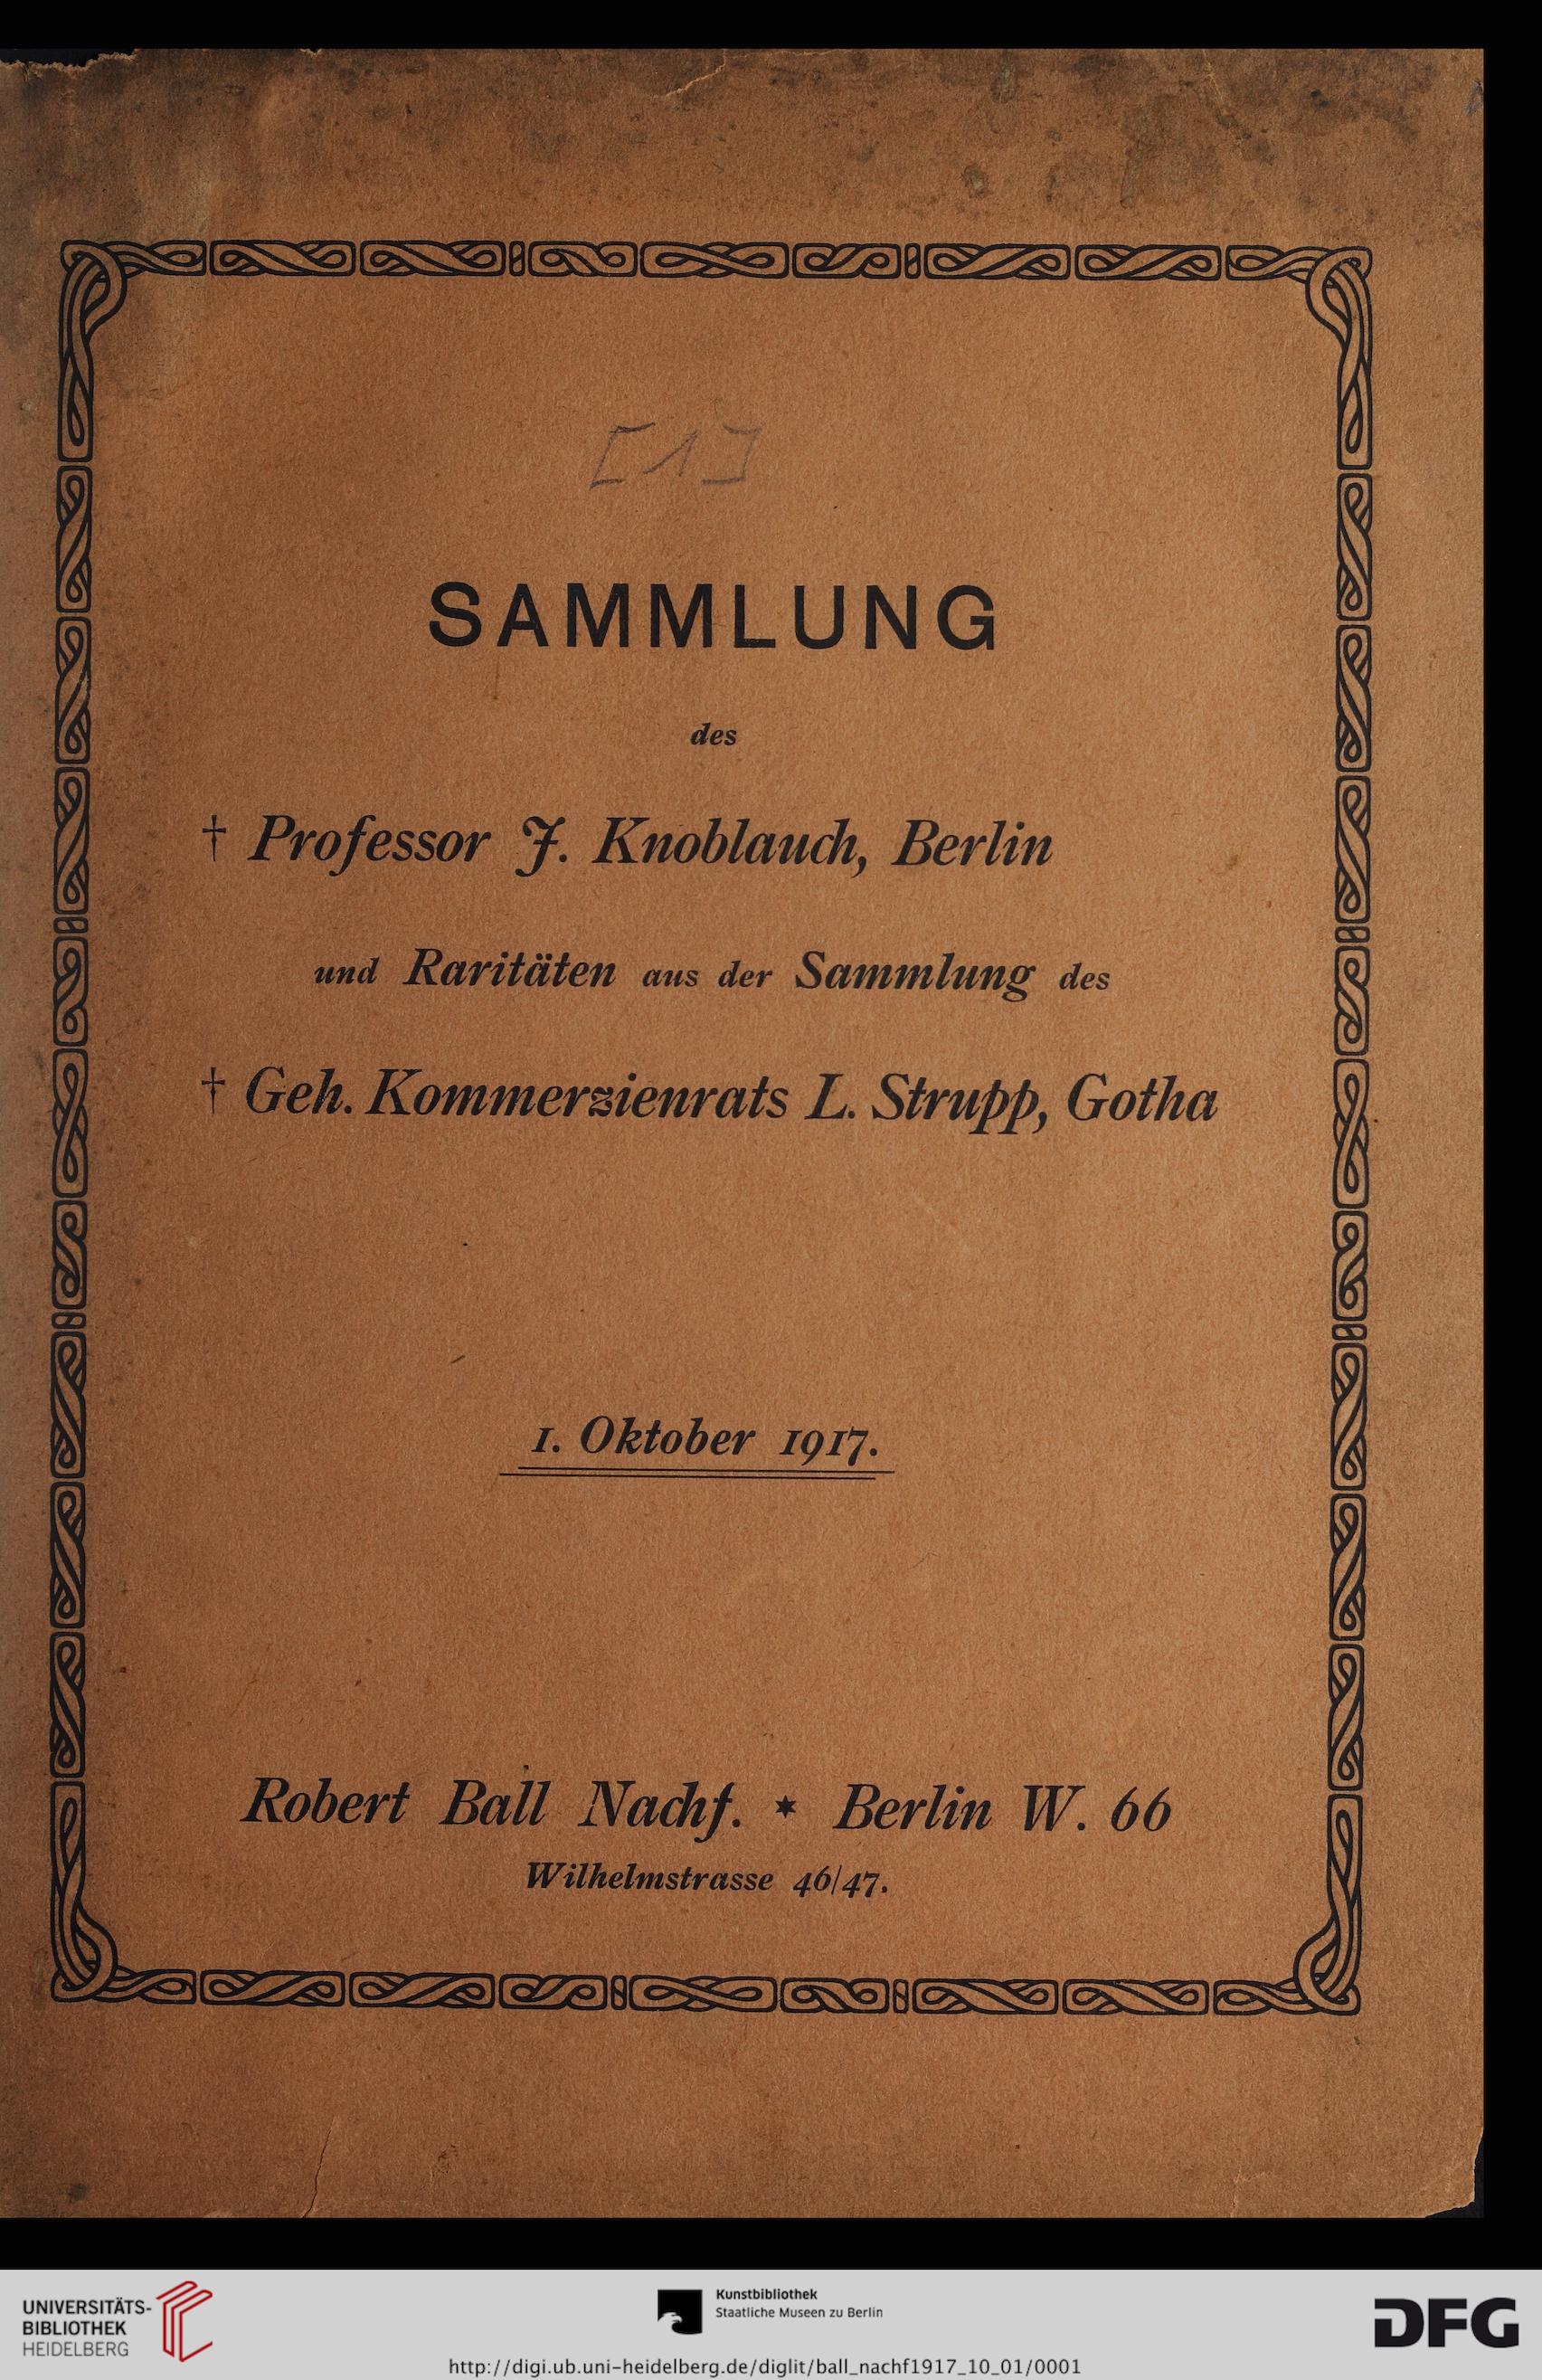 [1]
SAMMLUNG
des
† Professor J. Knoblauch, Berlin
und Raritäten aus der Sammlung des
† Geh. Kommerzienrats L. Strupp, Gotha
1. Oktober 1917.
Robert Ball Nachf. * Berlin W. 66
Wilhelmstrasse 46/47.
UNIVERSITÄTS-
BIBLIOTHEK
HEIDELBERG
Kunstbibliothek
Staatliche Museen zu Berlin
DFG
http://digi.ub.uni-heidelberg.de/diglit/ball_nachf1917_10_01/0001